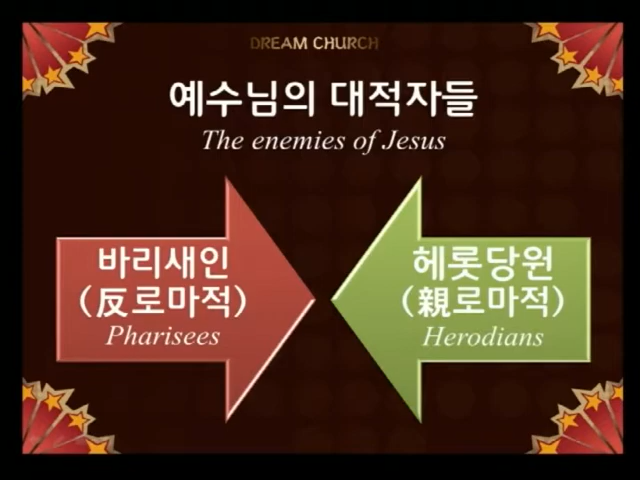 DREAM CHURCH
예수님의 대적자들
The enemies of Jesus
바리새인
(反로마적)
Pharisees
헤롯당원
(親로마적)
Herodians